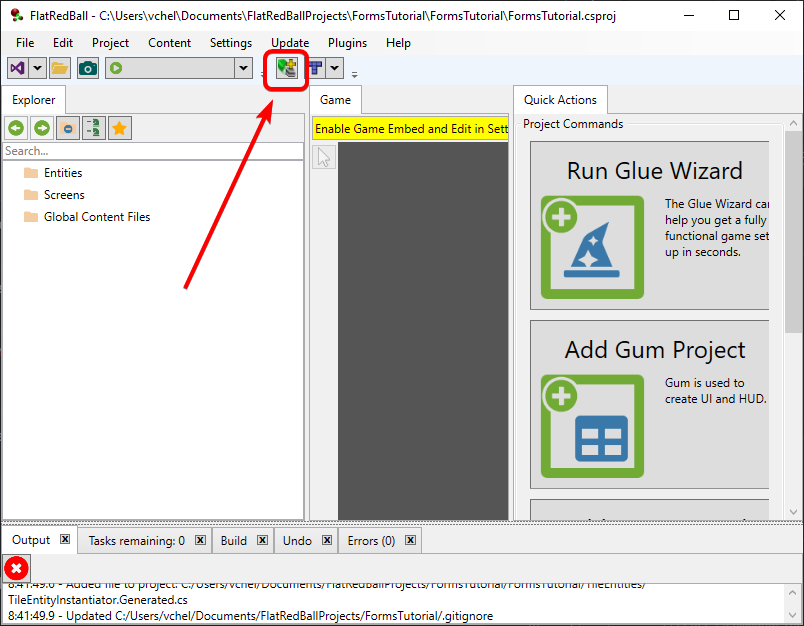 FlatRedBall - C:\Users\vchel\Documents\FlatRedBallProjects\FormsTutorial\FormsTutorial\FormsTutorial.csproj
File Edit Project Content Settings Update Plugins Help
Explorer
Game
Quick Actions
Enable Game Embed and Edit in Sett
Project Commands
Search...
Entities
Screens
Global Content Files
Run Glue Wizard
The Glue Wizard can
help you get a fully
functional game set
up in seconds.
Add Gum Project
Gum is used to
create UI and HUD.
Output Tasks remaining: 0 Build Undo Errors (0)
8:41:49.6 - Added file to project: C:/Users/vchel/Documents/FlatRedBallProjects/FormsTutorial/FormsTutorial/TileEntities/
TileEntityInstantiator.Generated.cs
8:41:49.9 - Updated C:/Users/vchel/Documents/FlatRedBallProjects/FormsTutorial/.gitignore